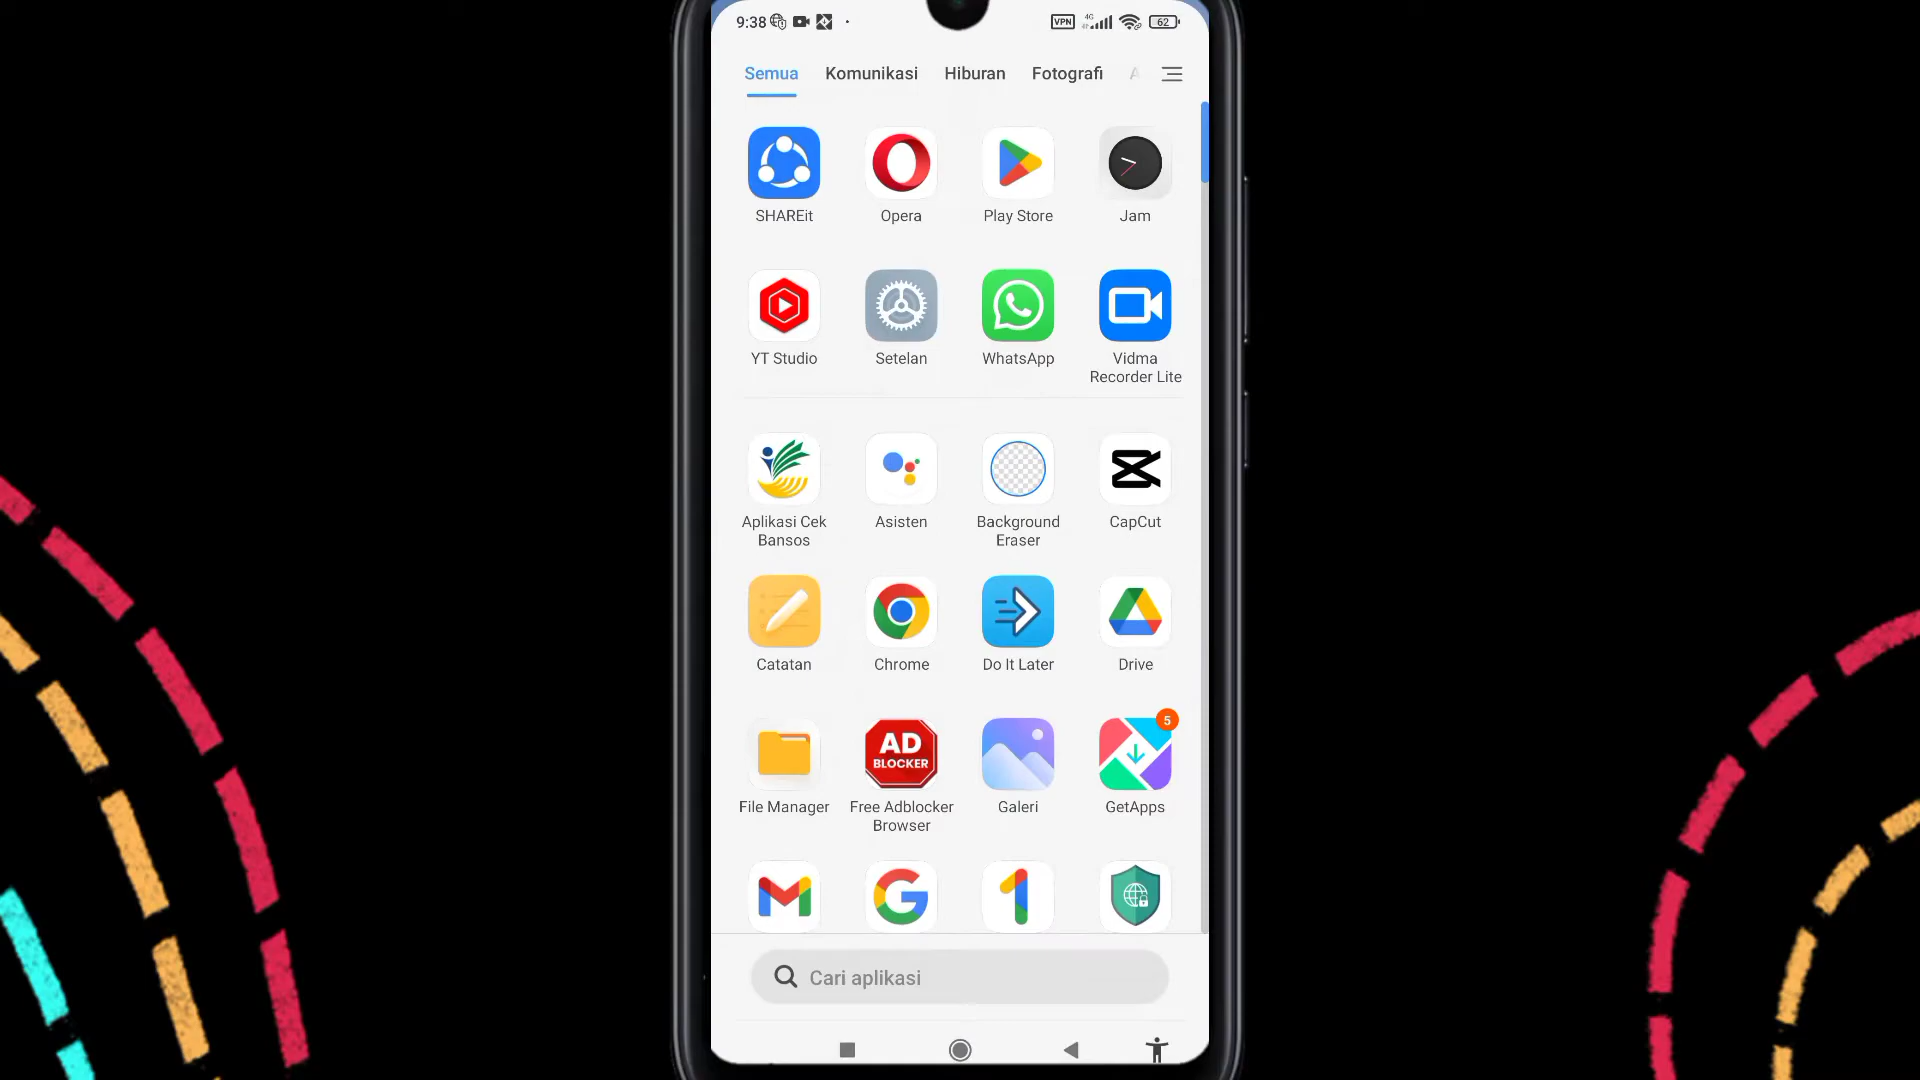 9:38
VPN
4G
62
Semua
Komunikasi
Hiburan
Fotografi
A
SHAREit
Opera
Play Store
Jam
YT Studio
Setelan
WhatsApp
Vidma
Recorder Lite
Aplikasi Cek
Bansos
Asisten
Background
Eraser
CapCut
Catatan
Chrome
Do It Later
Drive
AD
BLOCKER
5
File Manager
Free Adblocker
Browser
Galeri
GetApps
Cari aplikasi